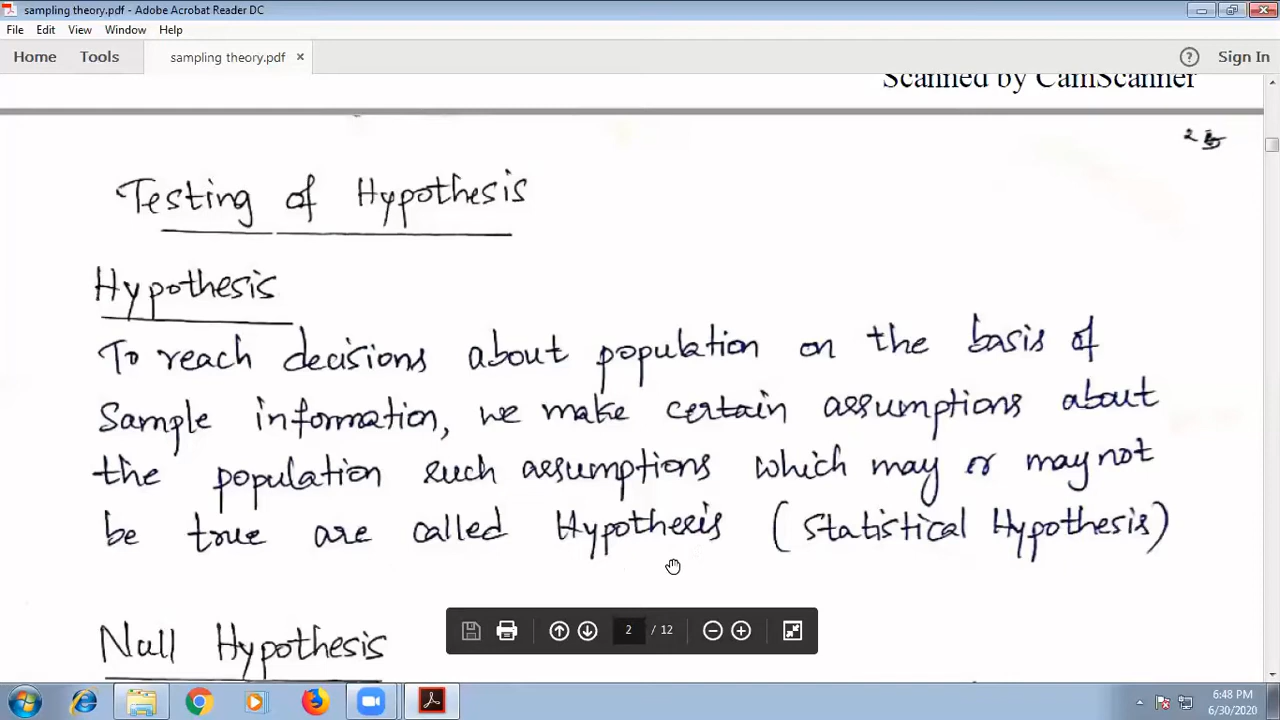 sampling theory.pdf - Adobe Acrobat Reader DC
File Edit View Window Help
Home Tools sampling theory.pdf × Sign In
Scanned by CamScanner
Testing of Hypothesis
Hypothesis
To reach decisions about population on the basis of
Sample information, we make certain assumptions about
the population such assumptions which may or may not
be true are called Hypothesis (Statistical Hypothesis)
Null Hypothesis
2 / 12
6:48 PM
6/30/2020